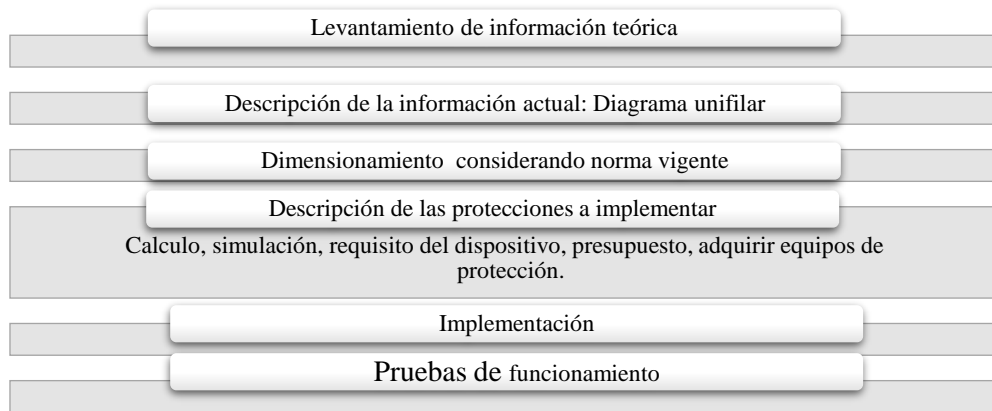 Levantamiento de información teórica
Descripción de la información actual: Diagrama unifilar
Dimensionamiento considerando norma vigente
Descripción de las protecciones a implementar
Calculo, simulación, requisito del dispositivo, presupuesto, adquirir equipos de
protección.
Implementación
Pruebas de funcionamiento